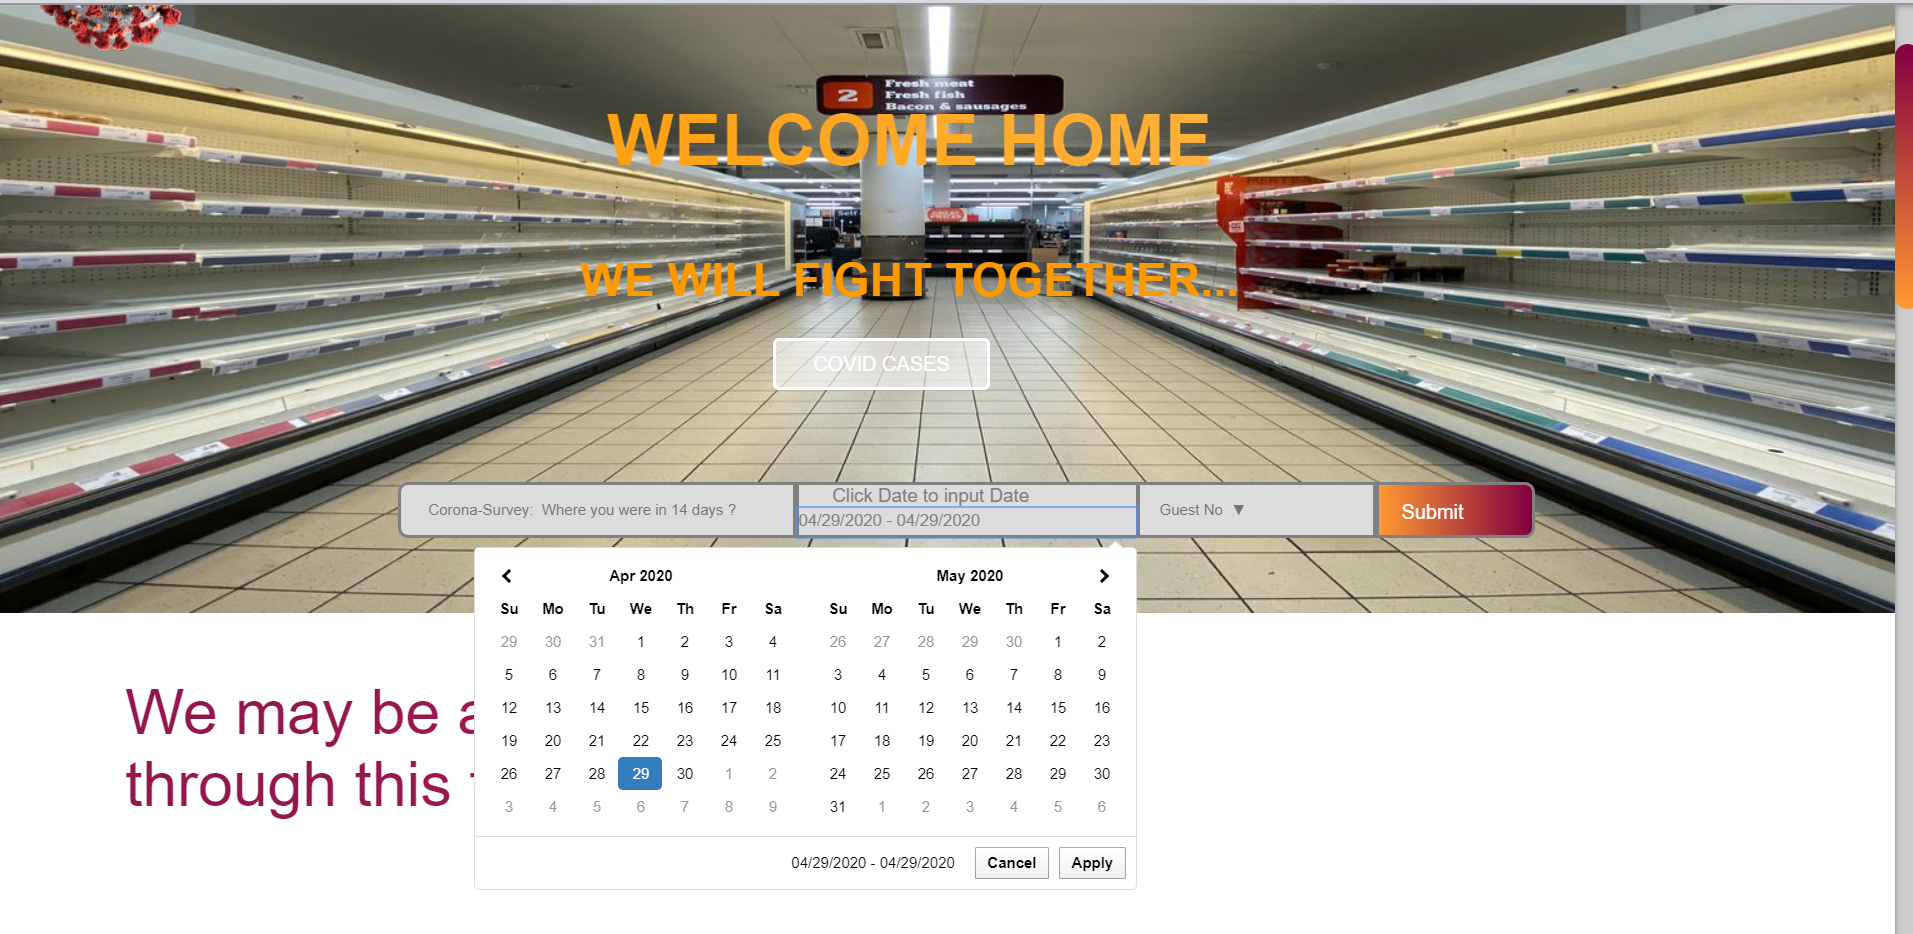 2
Fresh meat
Fresh fish
Bacon & sausages
WELCOME HOME
Self
GREAT
PRICES
WE WILL FIGHT TOGETHER...
COVID CASES
Corona-Survey: Where you were in 14 days ?
Click Date to input Date
04/29/2020 - 04/29/2020
Guest No ▼
Submit
Apr 2020
Su Mo Tu We Th Fr Sa
29 30 31 1 2 3 4
5 6 7 8 9 10 11
12 13 14 15 16 17 18
19 20 21 22 23 24 25
26 27 28 29 30 1 2
3 4 5 6 7 8 9
May 2020
Su Mo Tu We Th Fr Sa
26 27 28 29 30 1 2
3 4 5 6 7 8 9
10 11 12 13 14 15 16
17 18 19 20 21 22 23
24 25 26 27 28 29 30
31 1 2 3 4 5 6
04/29/2020 - 04/29/2020
Cancel
Apply
We may be
through this